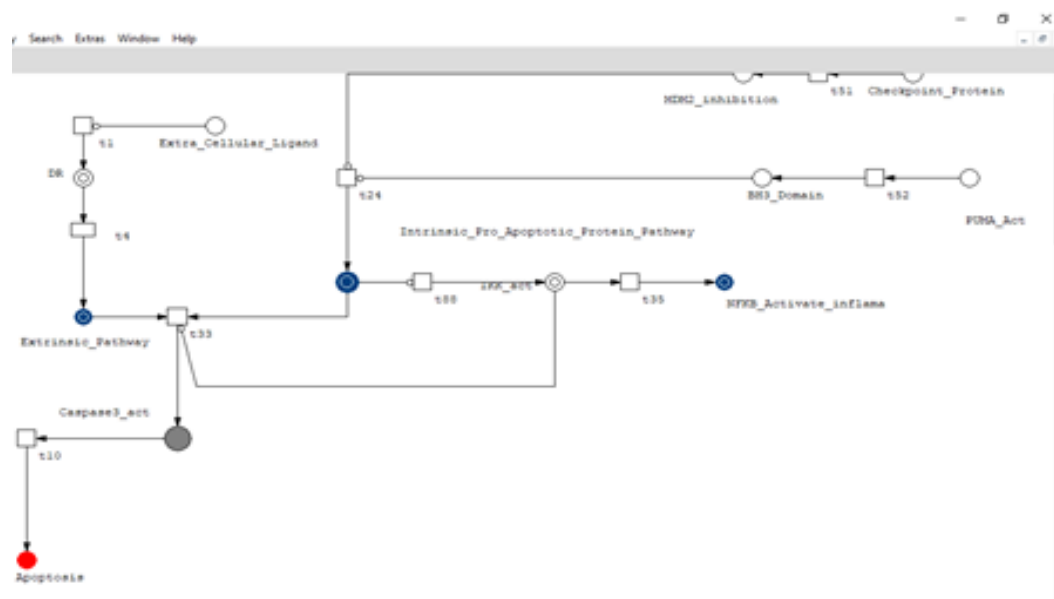 Search Extras Window Help
MDM2_inhibition
t51
Checkpoint_Protein
t1
Extra_Cellular_Ligand
DR
t24
BH3_Domain
t52
PUMA_Act
t4
Intrinsic_Pro_Apoptotic_Protein_Pathway
IKK_act
t88
t35
NFKB_Activate_inflama
t33
Extrinsic_Pathway
Caspase3_act
t10
Apoptosis